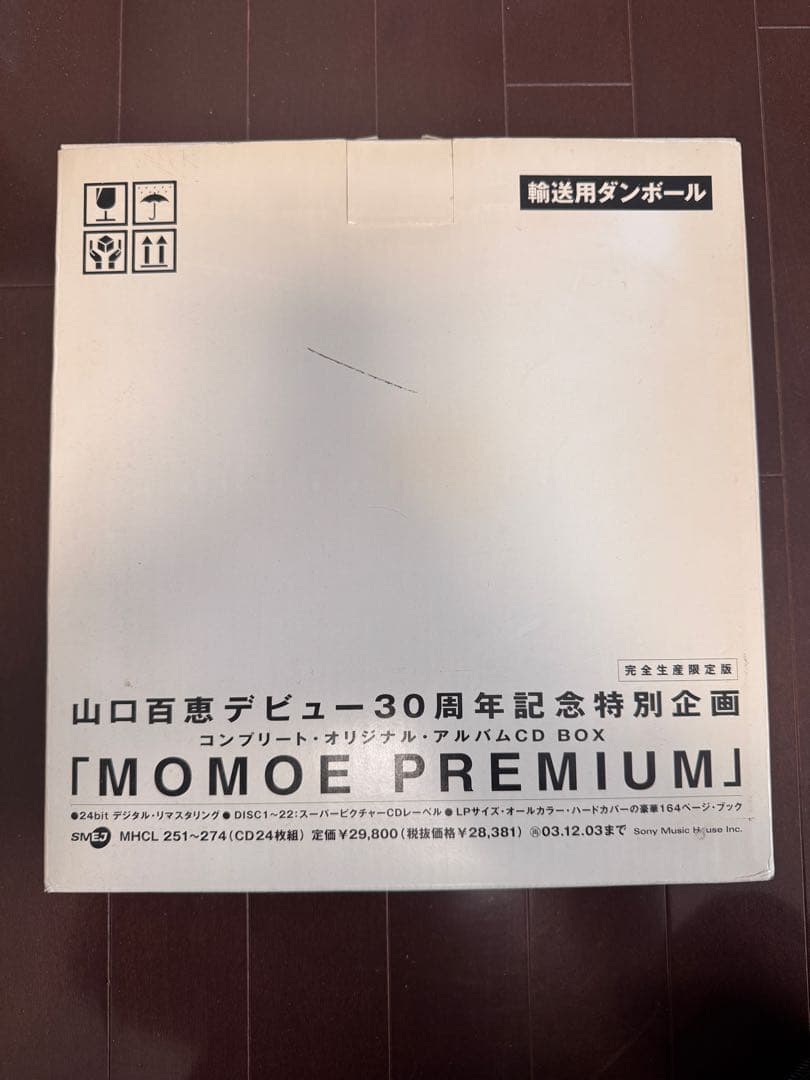 輸送用ダンボール
完全生産限定版
山口百恵デビュー30周年記念特別企画
コンプリート・オリジナル・アルバムCD BOX
「MOMOE PREMIUM」
●24bit デジタル・リマスタリング● DISC1~22:スーパーピクチャーCDレーベル● LPサイズ・オールカラー・ハードカバーの豪華164ページ・ブック
SMEJ MHCL 251~274(CD24枚組) 定価¥29,800(税抜価格¥28,381) 再03.12.03まで Sony Music House Inc.